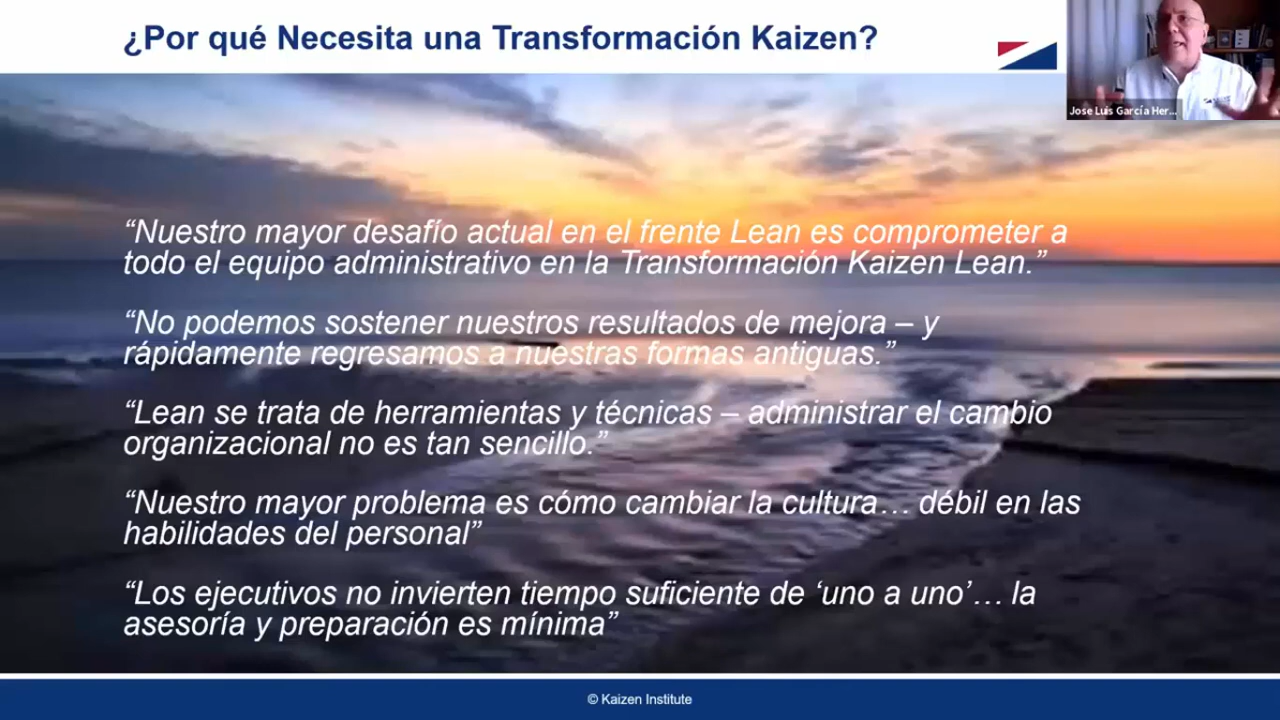 ¿Por qué Necesita una Transformación Kaizen?
Jose Luis García Her...
“Nuestro mayor desafío actual en el frente Lean es comprometer a
todo el equipo administrativo en la Transformación Kaizen Lean.”
“No podemos sostener nuestros resultados de mejora – y
rápidamente regresamos a nuestras formas antiguas.”
“Lean se trata de herramientas y técnicas – administrar el cambio
organizacional no es tan sencillo.”
“Nuestro mayor problema es cómo cambiar la cultura… débil en las
habilidades del personal”
“Los ejecutivos no invierten tiempo suficiente de ‘uno a uno’… la
asesoría y preparación es mínima”
© Kaizen Institute